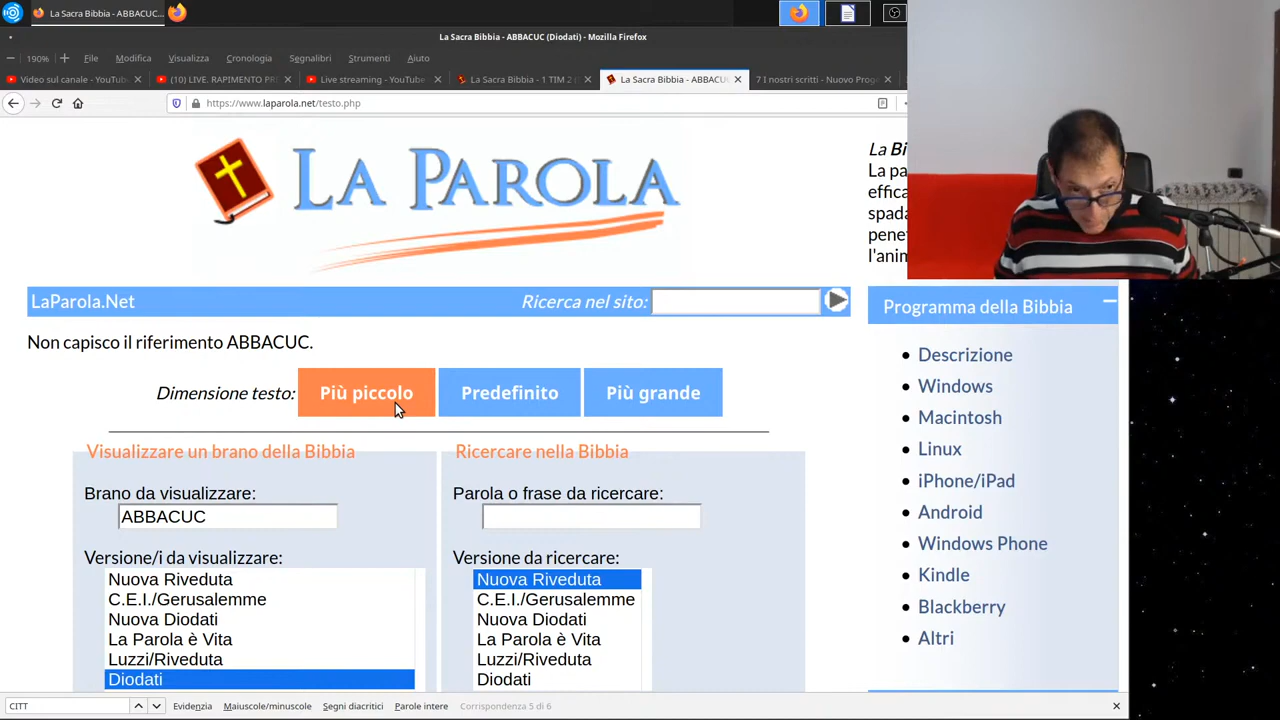 La Sacra Bibbia - ABBACUC...
La Sacra Bibbia - ABBACUC (Diodati) - Mozilla Firefox
190% File Modifica Visualizza Cronologia Segnalibri Strumenti Aiuto
Video sul canale - YouTube
(10) LIVE. RAPIMENTO PR
Live streaming - YouTube
La Sacra Bibbia - 1 TIM 2
La Sacra Bibbia - ABBACUC
7 I nostri scritti - Nuovo Prog
https://www.laparola.net/testo.php
LA PAROLA
La Bi
La pa
effica
spada
pene
l'anim
LaParola.Net Ricerca nel sito:
Non capisco il riferimento ABBACUC.
Dimensione testo: Più piccolo Predefinito Più grande
Visualizzare un brano della Bibbia
Brano da visualizzare:
ABBACUC
Versione/i da visualizzare:
Nuova Riveduta
C.E.I./Gerusalemme
Nuova Diodati
La Parola è Vita
Luzzi/Riveduta
Diodati
Ricercare nella Bibbia
Parola o frase da ricercare:
Versione da ricercare:
Nuova Riveduta
C.E.I./Gerusalemme
Nuova Diodati
La Parola è Vita
Luzzi/Riveduta
Diodati
Programma della Bibbia
Descrizione
Windows
Macintosh
Linux
iPhone/iPad
Android
Windows Phone
Kindle
Blackberry
Altri
CITT Evidenzia Maiuscole/minuscole Segni diacritici Parole intere Corrispondenza 5 di 6